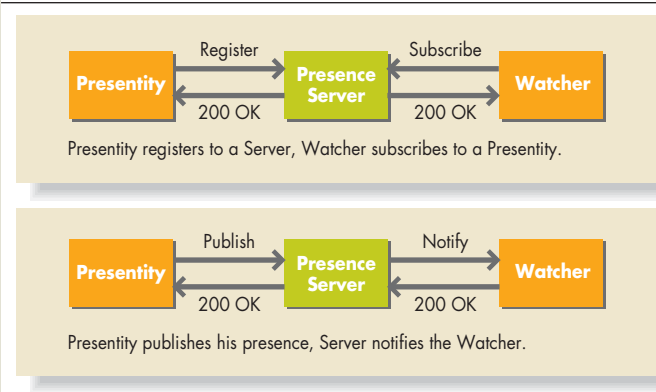 Register
Subscribe
Presentity
Presence
Server
Watcher
200 OK
200 OK
Presentity registers to a Server, Watcher subscribes to a Presentity.
Publish
Notify
Presentity
Presence
Server
Watcher
200 OK
200 OK
Presentity publishes his presence, Server notifies the Watcher.